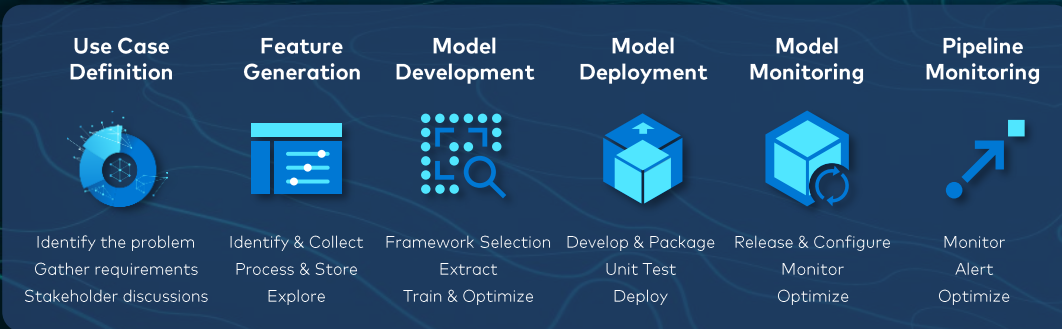 Use Case
Definition
Identify the problem
Gather requirements
Stakeholder discussions
Feature
Generation
Identify & Collect
Process & Store
Explore
Model
Development
Framework Selection
Extract
Train & Optimize
Model
Deployment
Develop & Package
Unit Test
Deploy
Model
Monitoring
Release & Configure
Monitor
Optimize
Pipeline
Monitoring
Monitor
Alert
Optimize